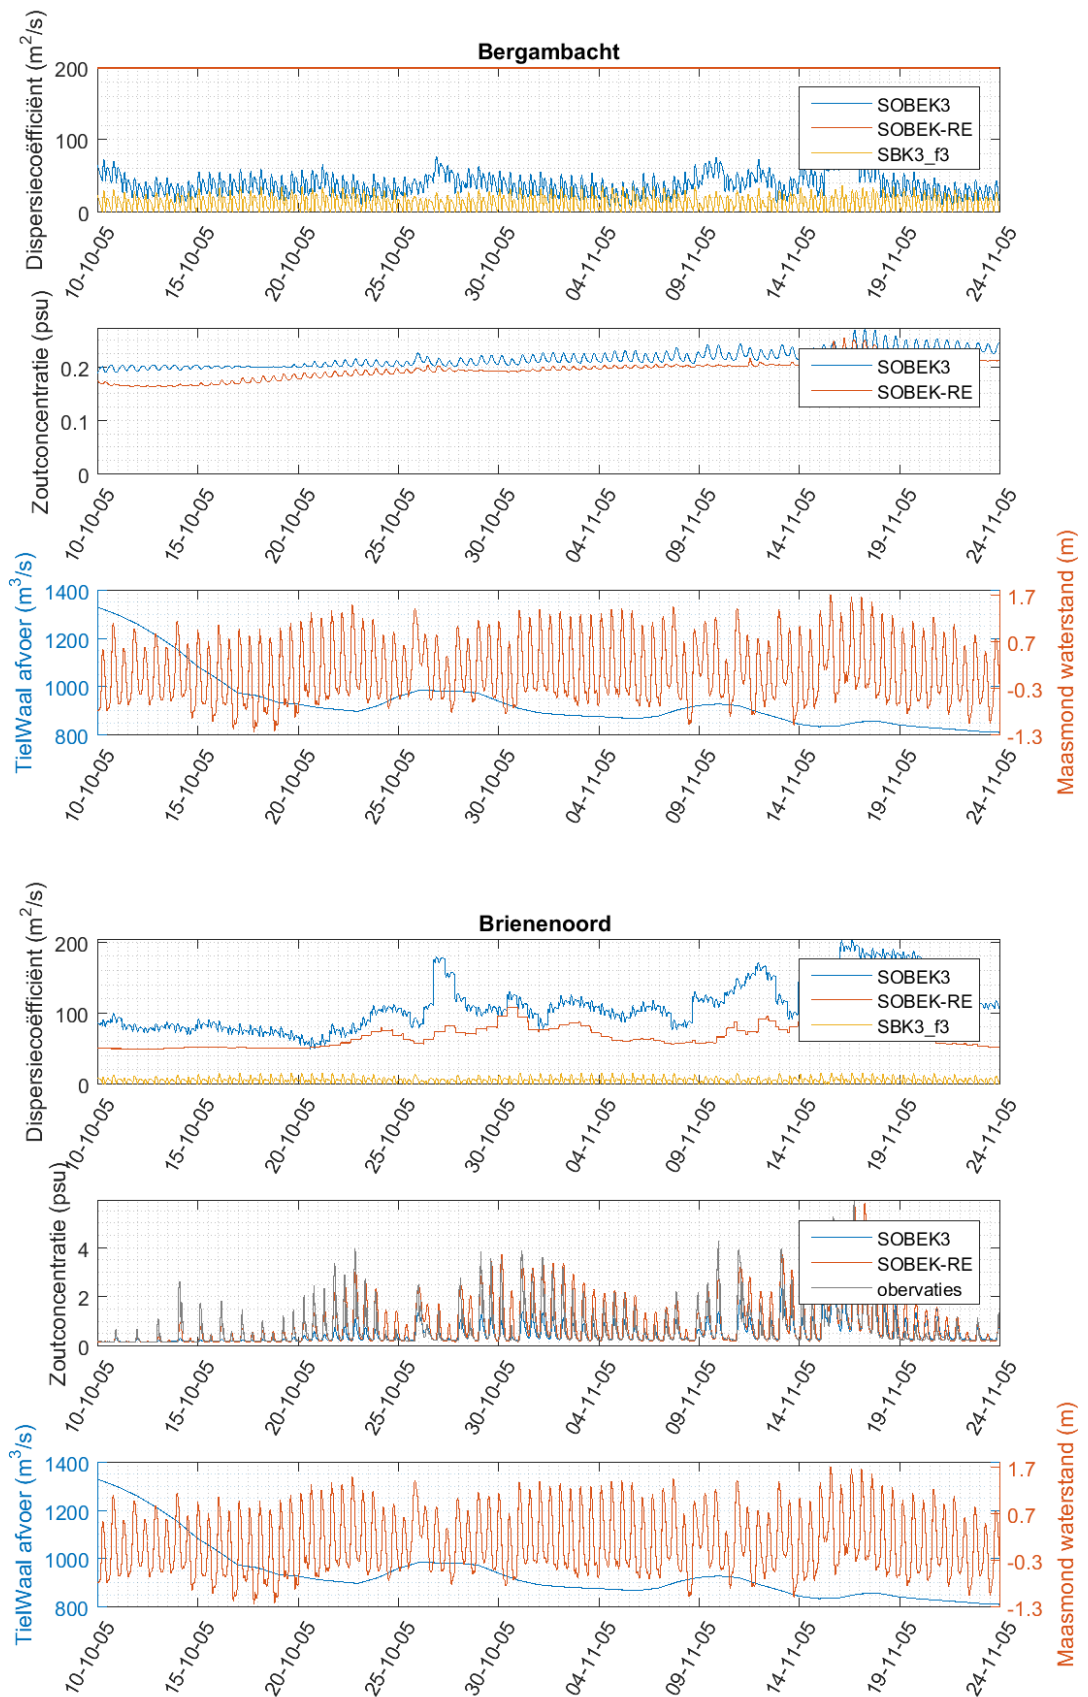 Bergambacht
Dispersiecoëfficiënt (m²/s)
200
100
0
SOBEK3
SOBEK-RE
SBK3_f3
10-10-05 15-10-05 20-10-05 25-10-05 30-10-05 04-11-05 09-11-05 14-11-05 19-11-05 24-11-05
Zoutconcentratie (psu)
0.2
0.1
0
SOBEK3
SOBEK-RE
10-10-05 15-10-05 20-10-05 25-10-05 30-10-05 04-11-05 09-11-05 14-11-05 19-11-05 24-11-05
TielWaal afvoer (m³/s)
1400
1200
1000
800
Maasmond waterstand (m)
1.7
0.7
-0.3
-1.3
10-10-05 15-10-05 20-10-05 25-10-05 30-10-05 04-11-05 09-11-05 14-11-05 19-11-05 24-11-05
Brienenoord
Dispersiecoëfficiënt (m²/s)
200
100
0
SOBEK3
SOBEK-RE
SBK3_f3
10-10-05 15-10-05 20-10-05 25-10-05 30-10-05 04-11-05 09-11-05 14-11-05 19-11-05 24-11-05
Zoutconcentratie (psu)
4
2
0
SOBEK3
SOBEK-RE
obervaties
10-10-05 15-10-05 20-10-05 25-10-05 30-10-05 04-11-05 09-11-05 14-11-05 19-11-05 24-11-05
TielWaal afvoer (m³/s)
1400
1200
1000
800
Maasmond waterstand (m)
1.7
0.7
-0.3
-1.3
10-10-05 15-10-05 20-10-05 25-10-05 30-10-05 04-11-05 09-11-05 14-11-05 19-11-05 24-11-05